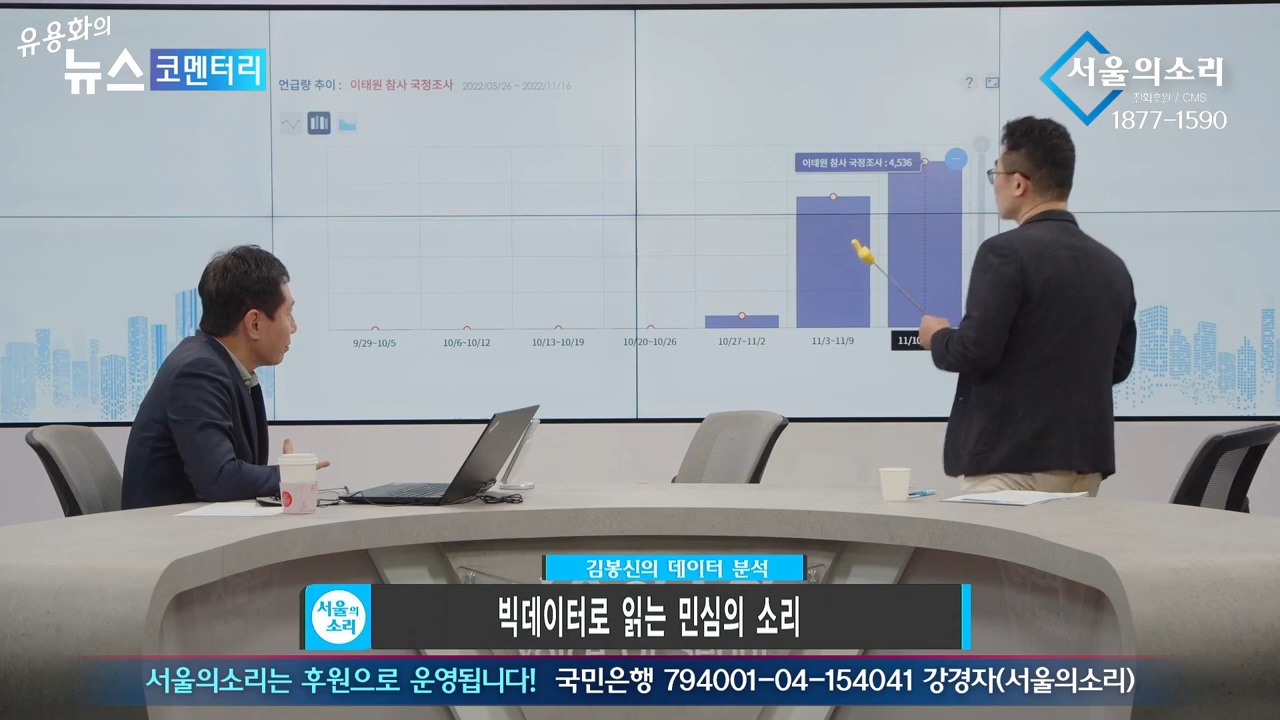 유용화의
뉴스 코멘터리
언급량 추이 : 이태원 참사 국정조사 2022/05/26 ~ 2022/11/16
?
서울의소리
전화후원 / CMS
1877-1590
이태원 참사 국정조사 : 4,536
9/29~10/5 10/6~10/12 10/13~10/19 10/20~10/26 10/27~11/2 11/3~11/9
김봉신의 데이터 분석
서울의
소리
빅데이터로 읽는 민심의 소리
서울의소리는 후원으로 운영됩니다! 국민은행 794001-04-154041 강경자(서울의소리)